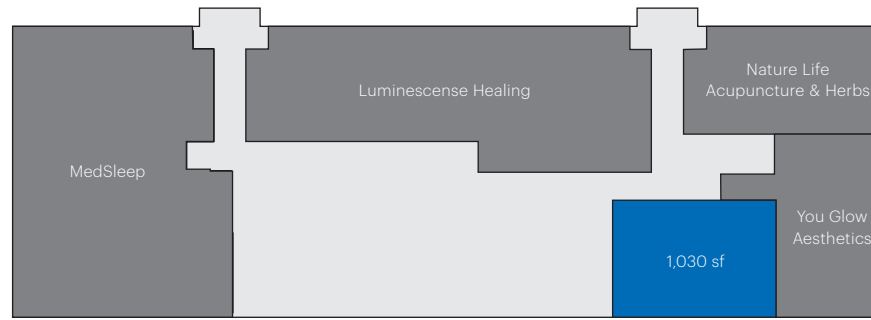 Nature Life
Acupuncture & Herbs
Luminescense Healing
MedSleep
You Glow
Aesthetics
1,030 sf